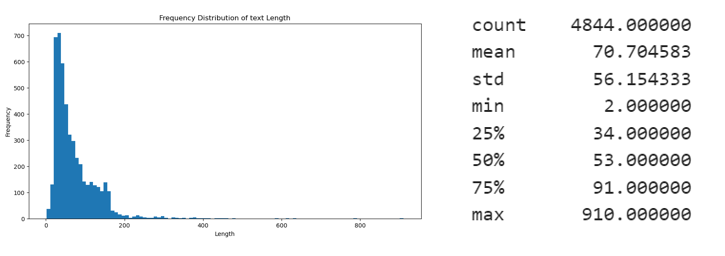 Frequency Distribution of text Length
Frequency
700
600
500
400
300
200
100
0
0 200 400 600 800
Length
count 4844.000000
mean 70.704583
std 56.154333
min 2.000000
25% 34.000000
50% 53.000000
75% 91.000000
max 910.000000